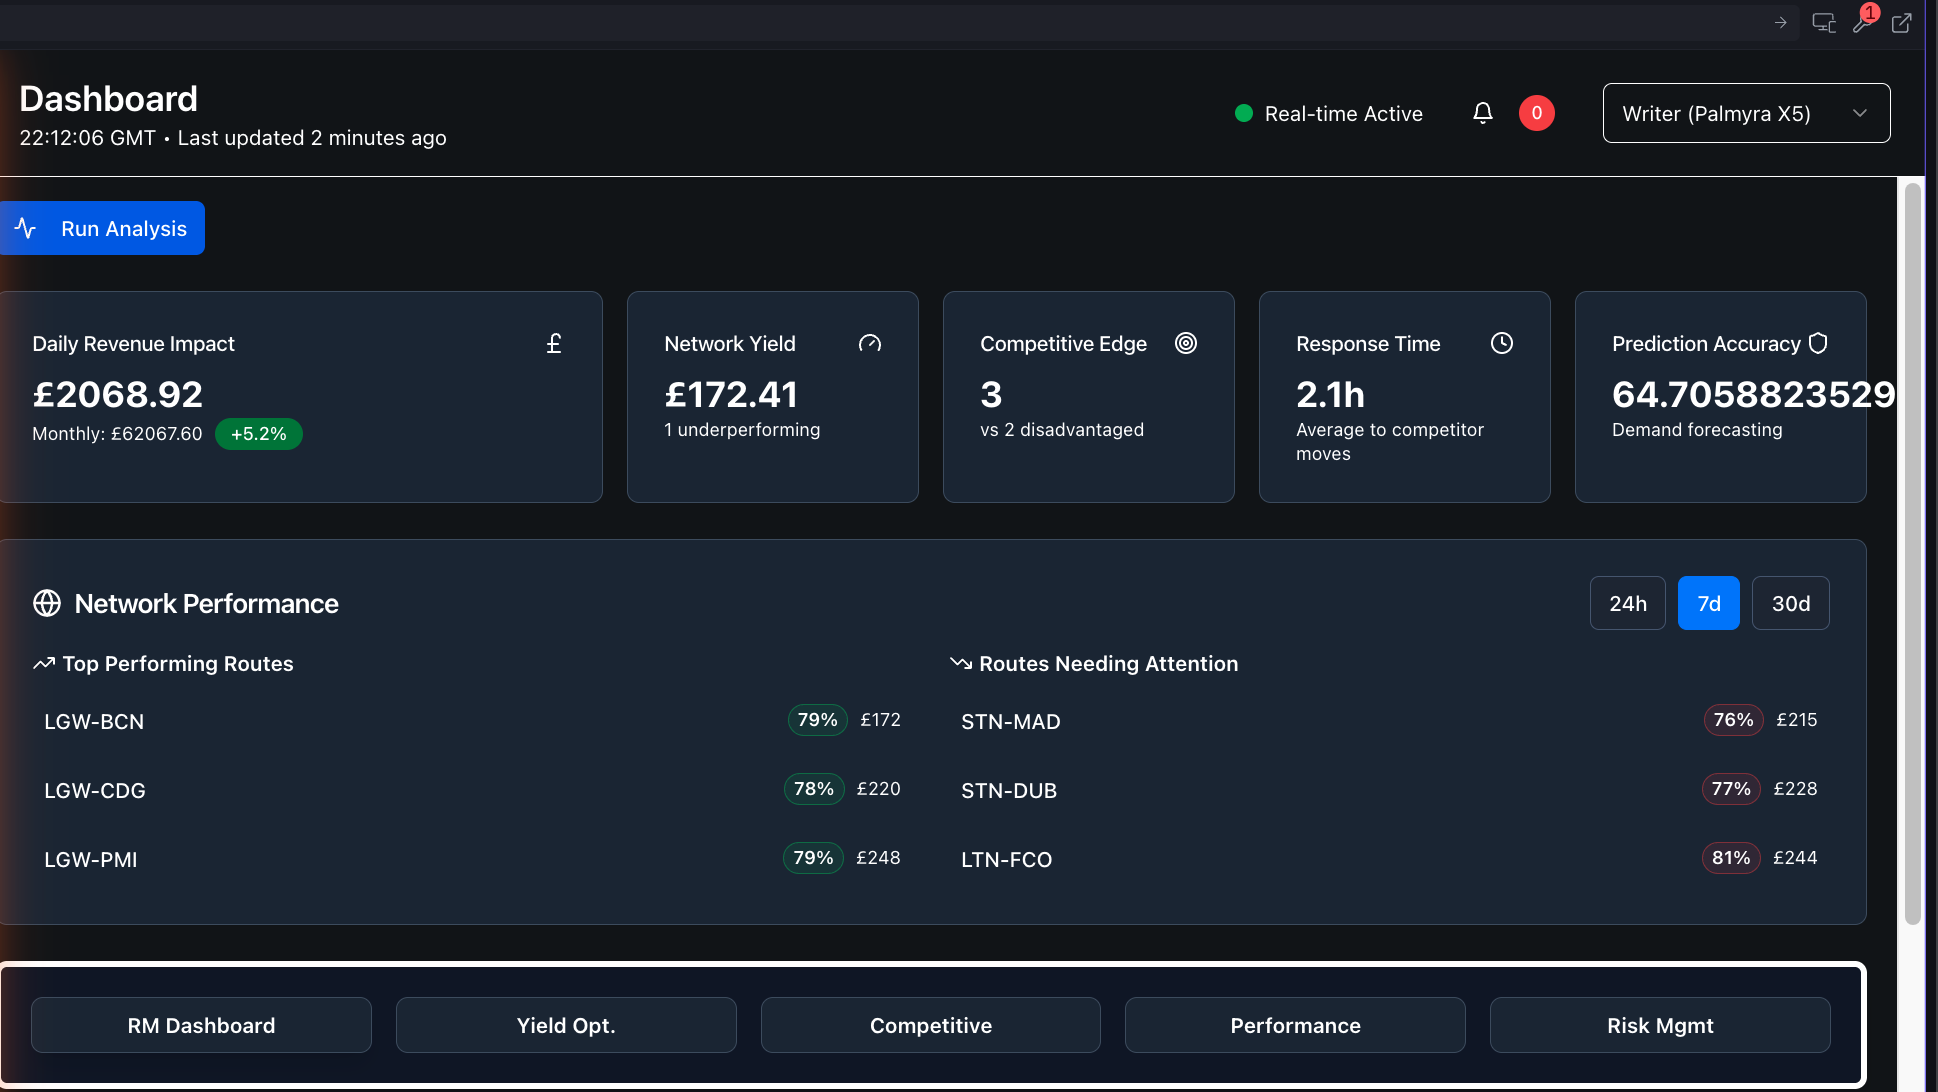 1
Dashboard
22:12:06 GMT • Last updated 2 minutes ago
Real-time Active
0
Writer (Palmyra X5)
Run Analysis
Daily Revenue Impact
£2068.92
Monthly: £62067.60 +5.2%
Network Yield
£172.41
1 underperforming
Competitive Edge
3
vs 2 disadvantaged
Response Time
2.1h
Average to competitor
moves
Prediction Accuracy
64.7058823529
Demand forecasting
Network Performance
24h 7d 30d
Top Performing Routes
LGW-BCN 79% £172
LGW-CDG 78% £220
LGW-PMI 79% £248
Routes Needing Attention
STN-MAD 76% £215
STN-DUB 77% £228
LTN-FCO 81% £244
RM Dashboard
Yield Opt.
Competitive
Performance
Risk Mgmt